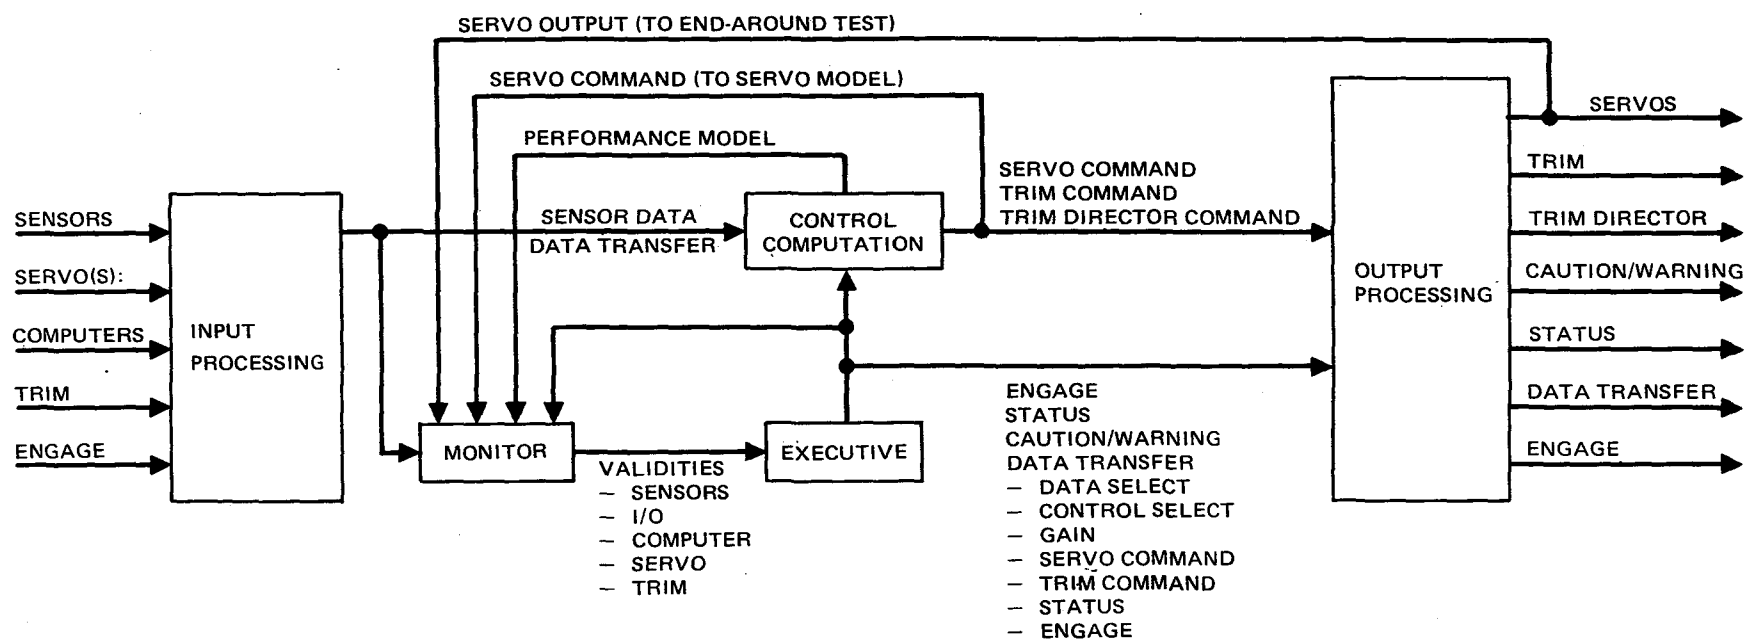 SERVO OUTPUT (TO END-AROUND TEST)
SERVO COMMAND (TO SERVO MODEL)
PERFORMANCE MODEL
SENSORS
SERVO(S):
COMPUTERS
TRIM
ENGAGE
INPUT
PROCESSING
SENSOR DATA
DATA TRANSFER
CONTROL
COMPUTATION
SERVO COMMAND
TRIM COMMAND
TRIM DIRECTOR COMMAND
MONITOR
VALIDITIES
— SENSORS
— I/O
— COMPUTER
— SERVO
— TRIM
EXECUTIVE
ENGAGE
STATUS
CAUTION/WARNING
DATA TRANSFER
— DATA SELECT
— CONTROL SELECT
— GAIN
— SERVO COMMAND
— TRIM COMMAND
— STATUS
— ENGAGE
OUTPUT
PROCESSING
SERVOS
TRIM
TRIM DIRECTOR
CAUTION/WARNING
STATUS
DATA TRANSFER
ENGAGE